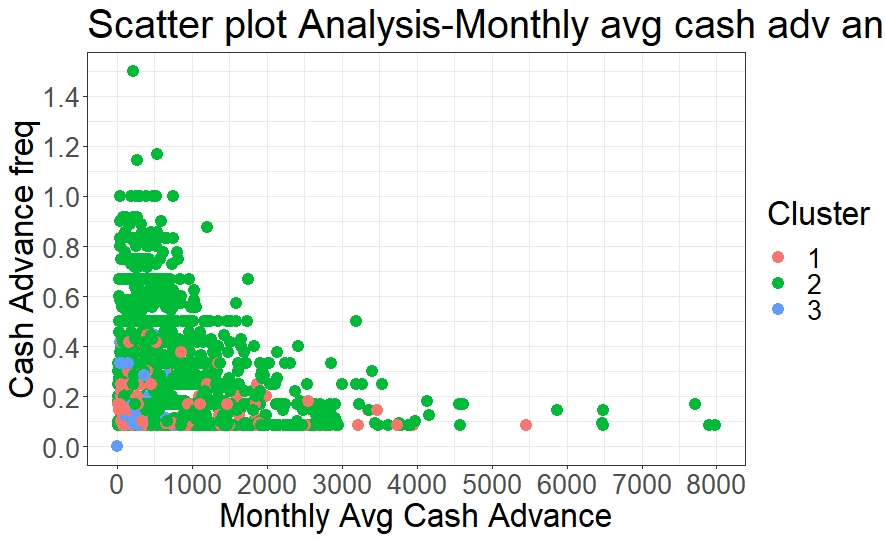 Scatter plot Analysis-Monthly avg cash adv an
1.4
1.2
1.0
0.8
0.6
0.4
0.2
0.0
Cash Advance freq
0 1000 2000 3000 4000 5000 6000 7000 8000
Monthly Avg Cash Advance
Cluster
1
2
3